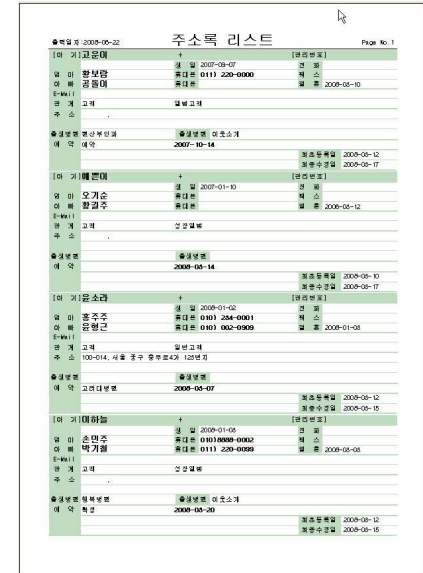 출력일자:2008-08-22 주소록 리스트 Page No.1
[아 기] 고운이 + [관리번호]
생 일 2007-09-07 전 화
엄 마 황보람 휴대폰 011) 220-0000 팩 스
아 빠 공돌이 휴대폰 결 혼 2008-08-10
E-Mail
관 계 고객 일반고객
주 소
출생병원 현산부인과 출생병원 이웃소개
예 약 예약 2007-10-14
최초등록일 2008-08-12
최종수정일 2008-08-17
[아 기] 예쁜이 + [관리번호]
생 일 2007-01-10 전 화
엄 마 오기순 휴대폰 팩 스
아 빠 황길주 휴대폰 결 혼 2008-08-12
E-Mail
관 계 고객 성장앨범
주 소
출생병원 출생병원
예 약 2008-08-14
최초등록일 2008-08-10
최종수정일 2008-08-17
[아 기] 윤소라 + [관리번호]
생 일 2008-01-02 전 화
엄 마 홍주주 휴대폰 010) 284-0001 팩 스
아 빠 윤형근 휴대폰 010) 002-0909 결 혼 2008-01-08
E-Mail
관 계 고객 일반고객
주 소 100-014, 서울 중구 충무로4가 125번지
출생병원 출생병원
예 약 고려대병원 2008-08-07
최초등록일 2008-08-12
최종수정일 2008-08-15
[아 기] 이하늘 + [관리번호]
생 일 2008-01-08 전 화
엄 마 손민주 휴대폰 010)8888-0002 팩 스
아 빠 박기철 휴대폰 011) 220-0099 결 혼 2008-08-08
E-Mail
관 계 고객 성장앨범
주 소
출생병원 행복병원 출생병원 이웃소개
예 약 확정 2008-08-20
최초등록일 2008-08-12
최종수정일 2008-08-15